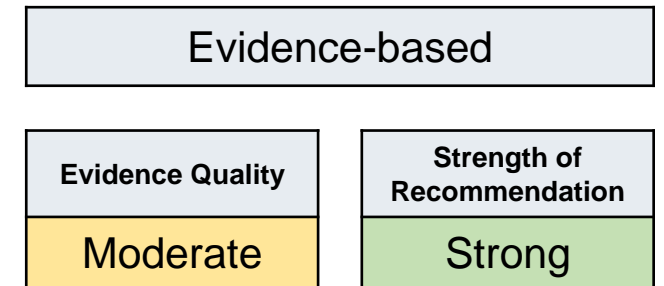 Evidence-based
Evidence Quality
Strength of
Recommendation
Moderate
Strong